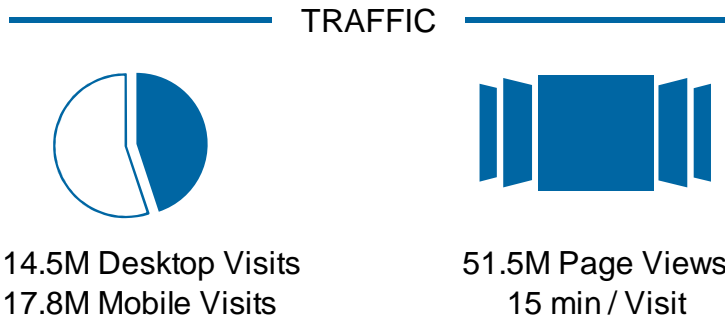 TRAFFIC
14.5M Desktop Visits
17.8M Mobile Visits
51.5M Page Views
15 min / Visit